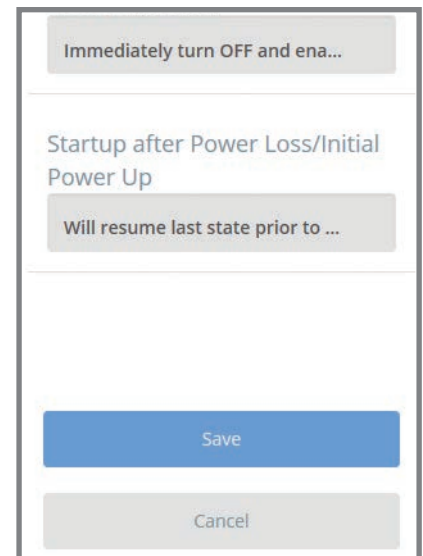 Immediately turn OFF and ena...
Startup after Power Loss/Initial
Power Up
Will resume last state prior to ...
Save
Cancel